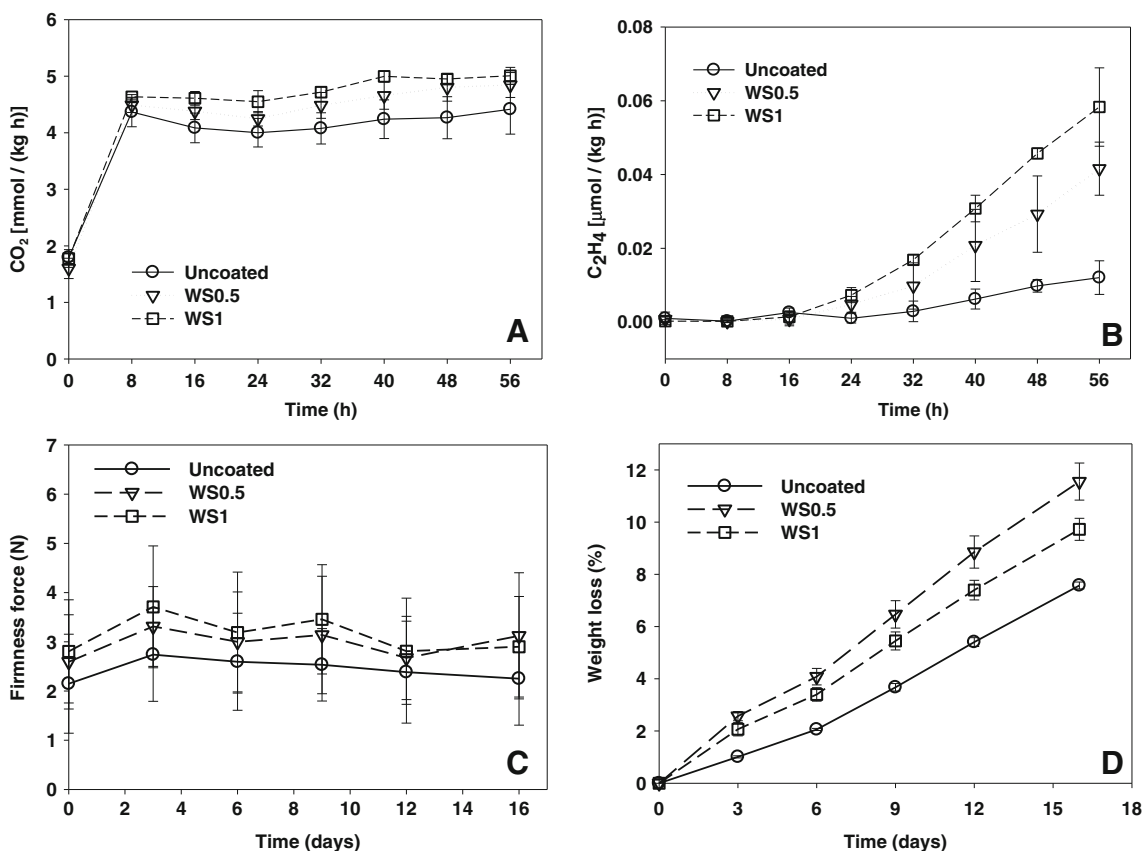 6
5
4
3
2
1
0
CO2 [mmol / (kg h)]
Uncoated
WS0.5
WS1
A
0 8 16 24 32 40 48 56
Time (h)
0.08
0.06
0.04
0.02
0.00
C2H4 [μmol / (kg h)]
Uncoated
WS0.5
WS1
B
0 8 16 24 32 40 48 56
Time (h)
7
6
5
4
3
2
1
0
Firmness force (N)
Uncoated
WS0.5
WS1
C
0 2 4 6 8 10 12 14 16
Time (days)
12
10
8
6
4
2
0
Weight loss (%)
Uncoated
WS0.5
WS1
D
0 3 6 9 12 15 18
Time (days)